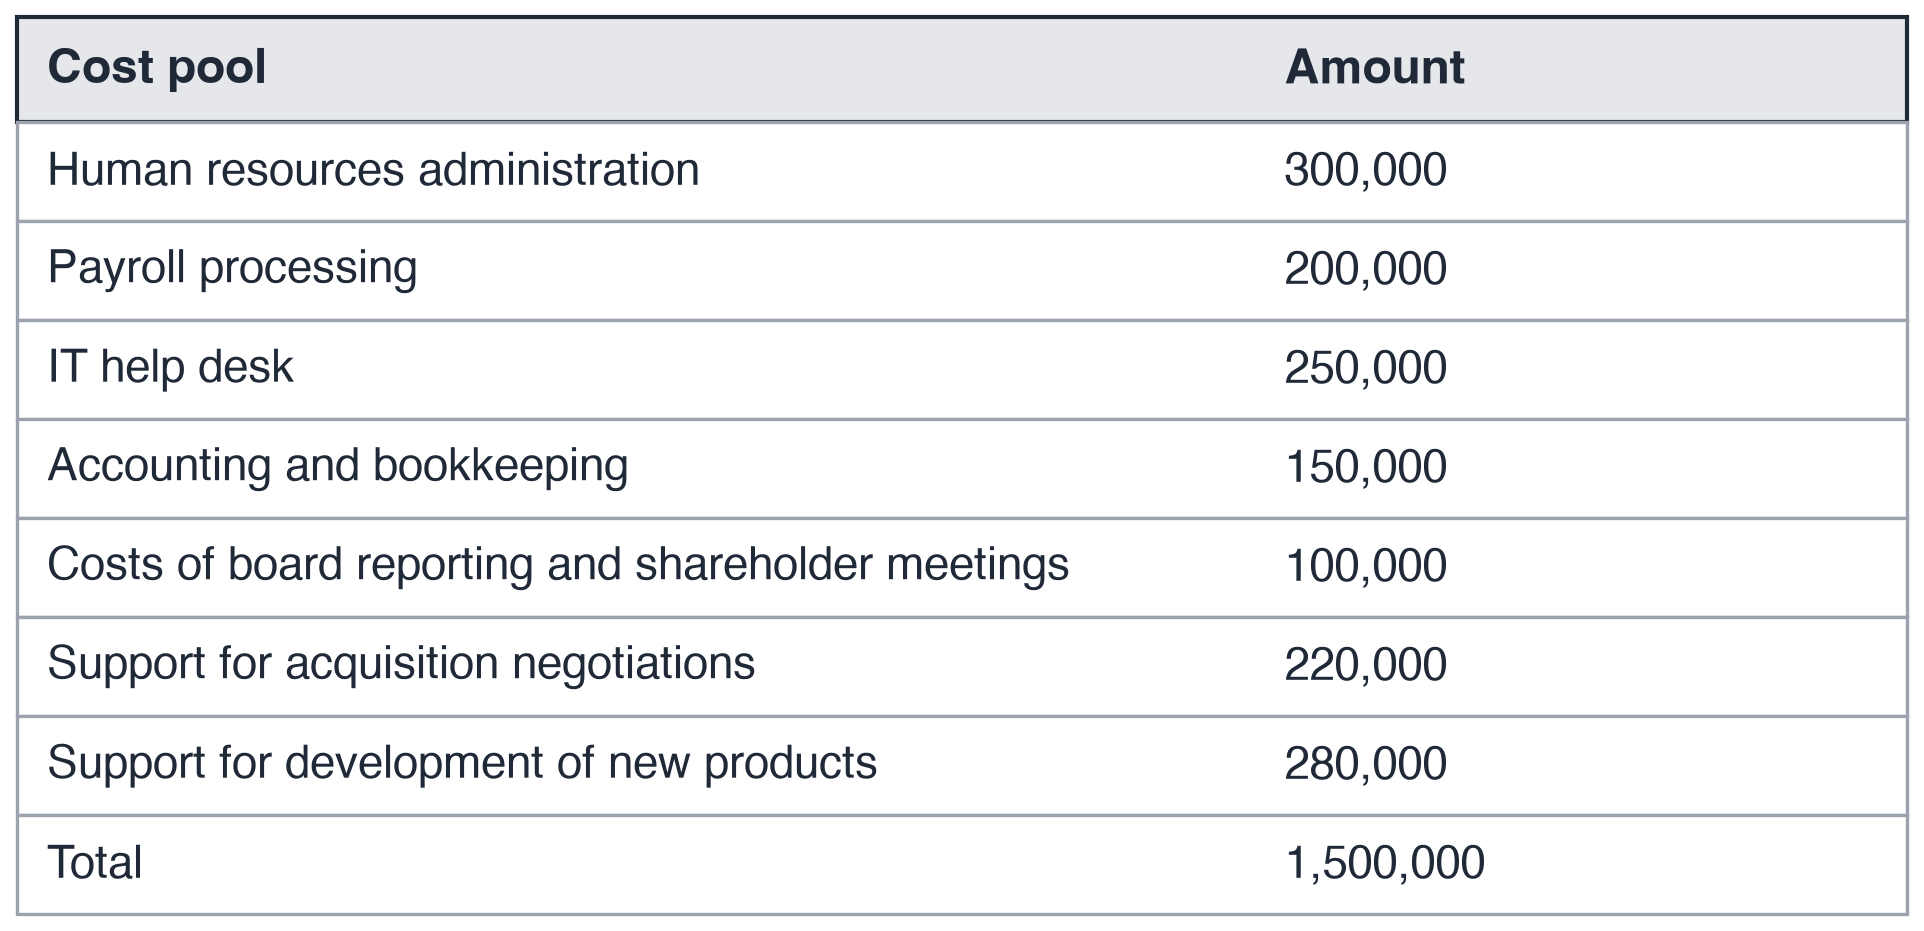 Cost pool Amount
Human resources administration 300,000
Payroll processing 200,000
IT help desk 250,000
Accounting and bookkeeping 150,000
Costs of board reporting and shareholder meetings 100,000
Support for acquisition negotiations 220,000
Support for development of new products 280,000
Total 1,500,000